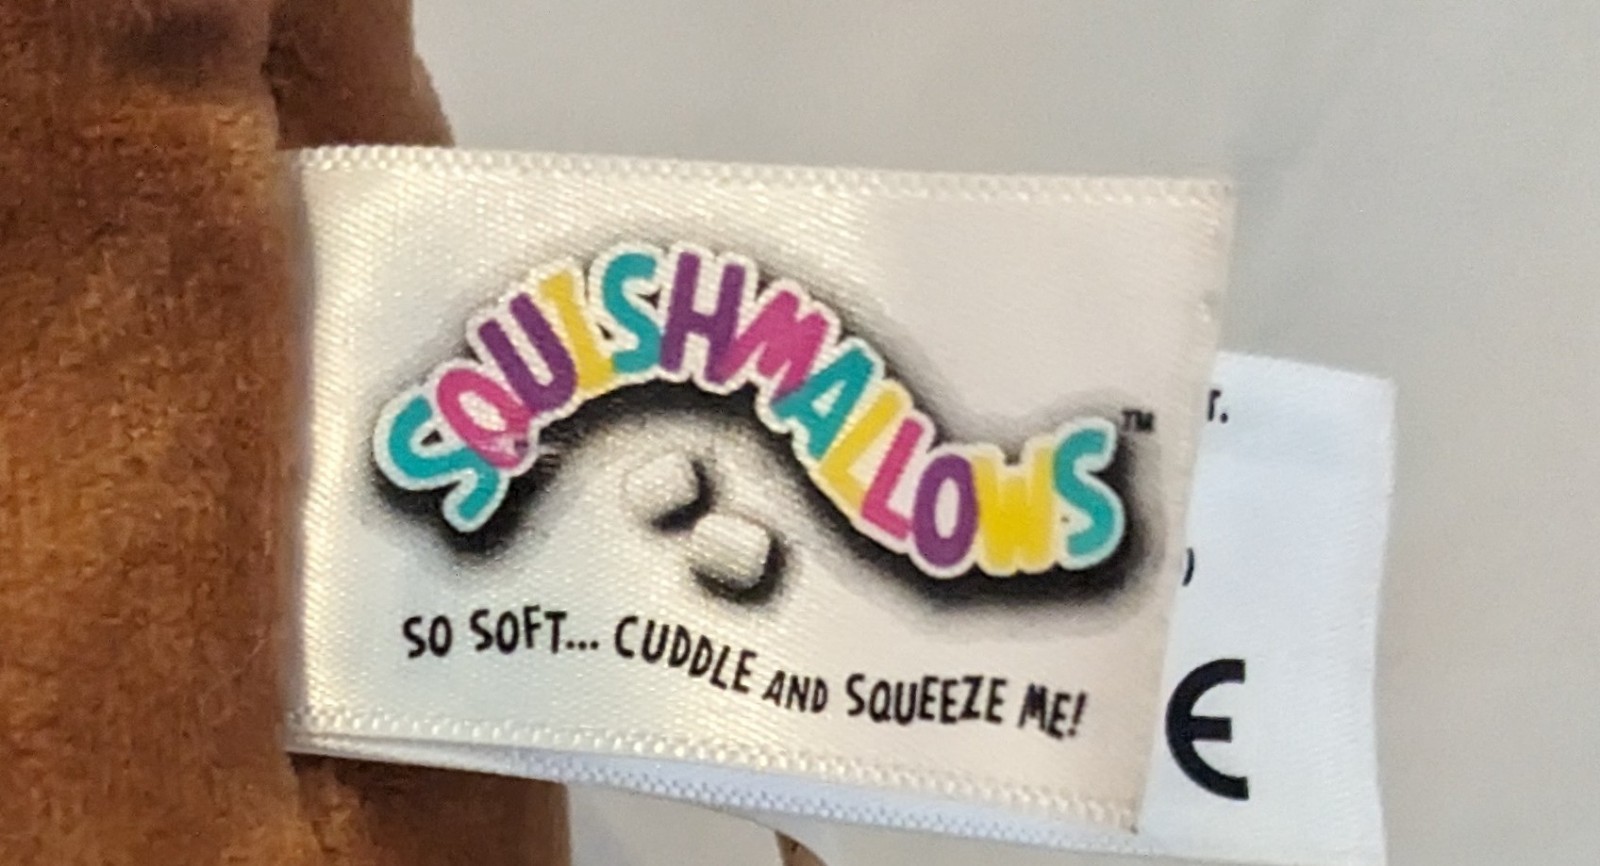 SQUISHMALLOWS™
SO SOFT... CUDDLE AND SQUEEZE ME!
r.